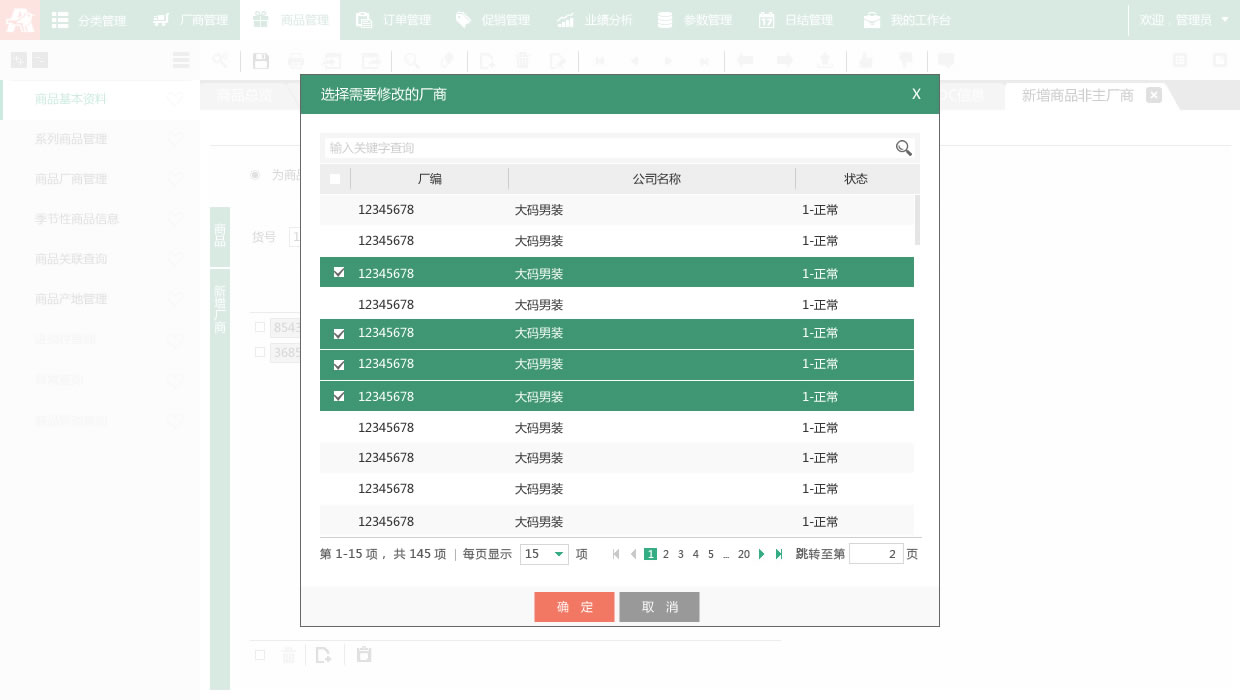 分类管理 厂商管理 商品管理 订单管理 促销管理 业绩分析 参数管理 日结管理 我的工作台 欢迎，管理员
商品基本资料
系列商品管理
商品厂商管理
季节性商品信息
商品关联查询
商品产地管理
商品总览 DC信息 新增商品非主厂商
为商品
商品
货号 1
新增厂商
8543
3685
选择需要修改的厂商 X
输入关键字查询
厂编 公司名称 状态
12345678 大码男装 1-正常
12345678 大码男装 1-正常
12345678 大码男装 1-正常
12345678 大码男装 1-正常
12345678 大码男装 1-正常
12345678 大码男装 1-正常
12345678 大码男装 1-正常
12345678 大码男装 1-正常
12345678 大码男装 1-正常
12345678 大码男装 1-正常
12345678 大码男装 1-正常
第 1-15 项，共 145 项 | 每页显示 15 项 1 2 3 4 5 ... 20 跳转至第 2 页
确 定 取 消